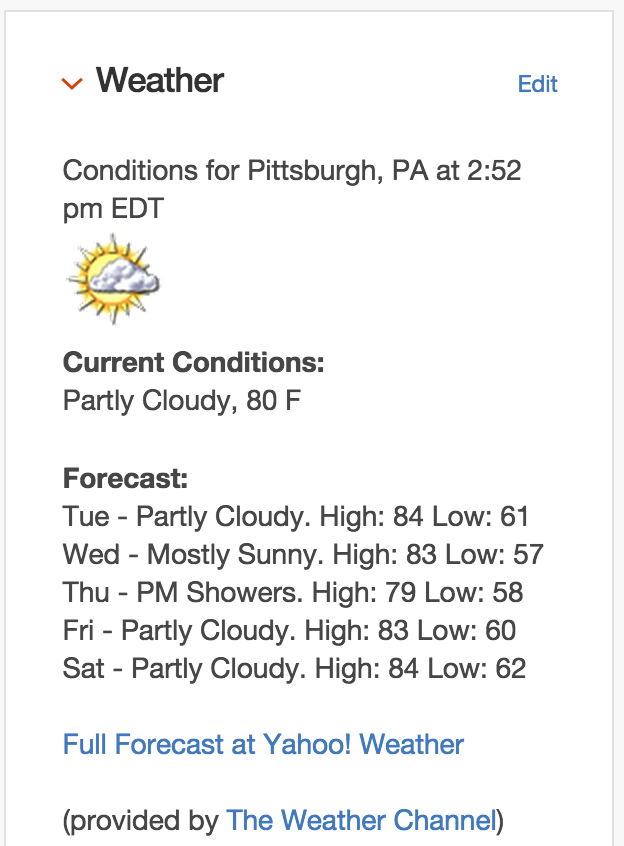 Weather
Edit
Conditions for Pittsburgh, PA at 2:52
pm EDT
Current Conditions:
Partly Cloudy, 80 F
Forecast:
Tue - Partly Cloudy. High: 84 Low: 61
Wed - Mostly Sunny. High: 83 Low: 57
Thu - PM Showers. High: 79 Low: 58
Fri - Partly Cloudy. High: 83 Low: 60
Sat - Partly Cloudy. High: 84 Low: 62
Full Forecast at Yahoo! Weather
(provided by The Weather Channel)